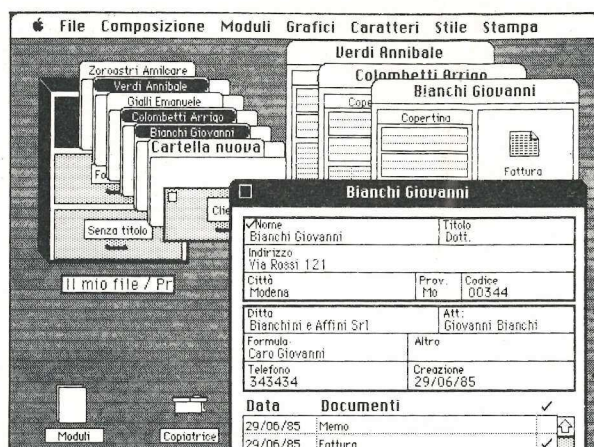 File Composizione Moduli Grafici Caratteri Stile Stampa
Verdi Annibale
Colombetti Arrigo
Bianchi Giovanni
Copertina
Fattura
Zoroastri Amilcare
Verdi Annibale
Gialli Emanuele
Colombetti Arrigo
Bianchi Giovanni
Cartella nuova
Senza titolo
Il mio file / Pr
Moduli
Copiatrice
Bianchi Giovanni
✓Nome Titolo
Bianchi Giovanni Dott.
Indirizzo
Via Rossi 121
Città Prov. Codice
Modena Mo 00344
Ditta Att:
Bianchini e Affini Srl Giovanni Bianchi
Formula Altro
Caro Giovanni
Telefono Creazione
343434 29/06/85
Data Documenti ✓
29/06/85 Memo
29/06/85 Fattura ✓